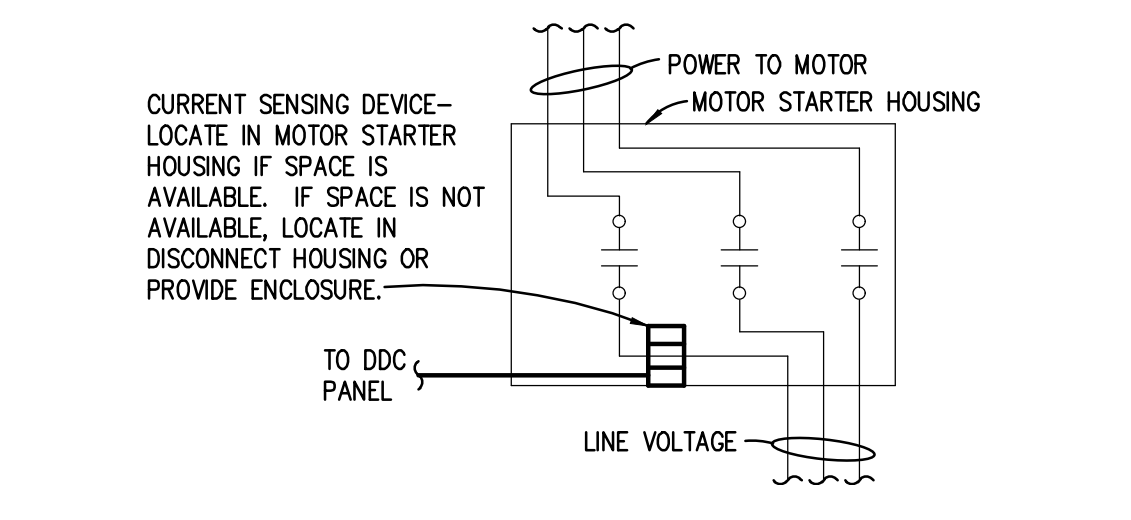 POWER TO MOTOR
MOTOR STARTER HOUSING
CURRENT SENSING DEVICE–
LOCATE IN MOTOR STARTER
HOUSING IF SPACE IS
AVAILABLE.  IF SPACE IS NOT
AVAILABLE, LOCATE IN
DISCONNECT HOUSING OR
PROVIDE ENCLOSURE.
TO DDC
PANEL
LINE VOLTAGE